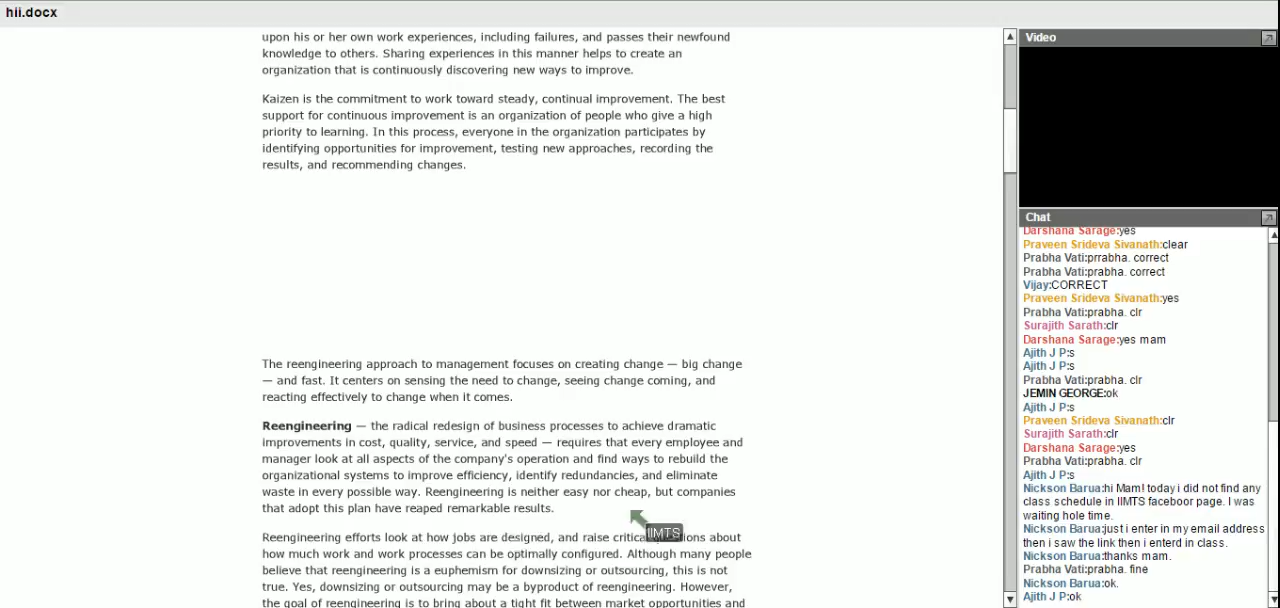 hii.docx
upon his or her own work experiences, including failures, and passes their newfound
knowledge to others. Sharing experiences in this manner helps to create an
organization that is continuously discovering new ways to improve.
Kaizen is the commitment to work toward steady, continual improvement. The best
support for continuous improvement is an organization of people who give a high
priority to learning. In this process, everyone in the organization participates by
identifying opportunities for improvement, testing new approaches, recording the
results, and recommending changes.
The reengineering approach to management focuses on creating change — big change
— and fast. It centers on sensing the need to change, seeing change coming, and
reacting effectively to change when it comes.
Reengineering — the radical redesign of business processes to achieve dramatic
improvements in cost, quality, service, and speed — requires that every employee and
manager look at all aspects of the company's operation and find ways to rebuild the
organizational systems to improve efficiency, identify redundancies, and eliminate
waste in every possible way. Reengineering is neither easy nor cheap, but companies
that adopt this plan have reaped remarkable results.
IIMTS
Reengineering efforts look at how jobs are designed, and raise about
how much work and work processes can be optimally configured. Although many people
believe that reengineering is a euphemism for downsizing or outsourcing, this is not
true. Yes, downsizing or outsourcing may be a byproduct of reengineering. However,
the goal of reengineering is to bring about a tight fit between market opportunities and
Video
Chat
Darshana Sarage:yes
Praveen Srideva Sivanath:clear
Prabha Vati:prrabha. correct
Prabha Vati:prabha. correct
Vijay:CORRECT
Praveen Srideva Sivanath:yes
Prabha Vati:prabha. clr
Surajith Sarath:clr
Darshana Sarage:yes mam
Ajith J P:s
Ajith J P:s
Prabha Vati:prabha. clr
JEMIN GEORGE:ok
Ajith J P:s
Praveen Srideva Sivanath:clr
Surajith Sarath:clr
Darshana Sarage:yes
Prabha Vati:prabha. clr
Ajith J P:s
Nickson Barua:hi Mam! today i did not find any
class schedule in IIMTS faceboor page. I was
waiting hole time.
Nickson Barua:just i enter in my email address
then i saw the link then i enterd in class.
Nickson Barua:thanks mam.
Prabha Vati:prabha. fine
Nickson Barua:ok.
Ajith J P:ok